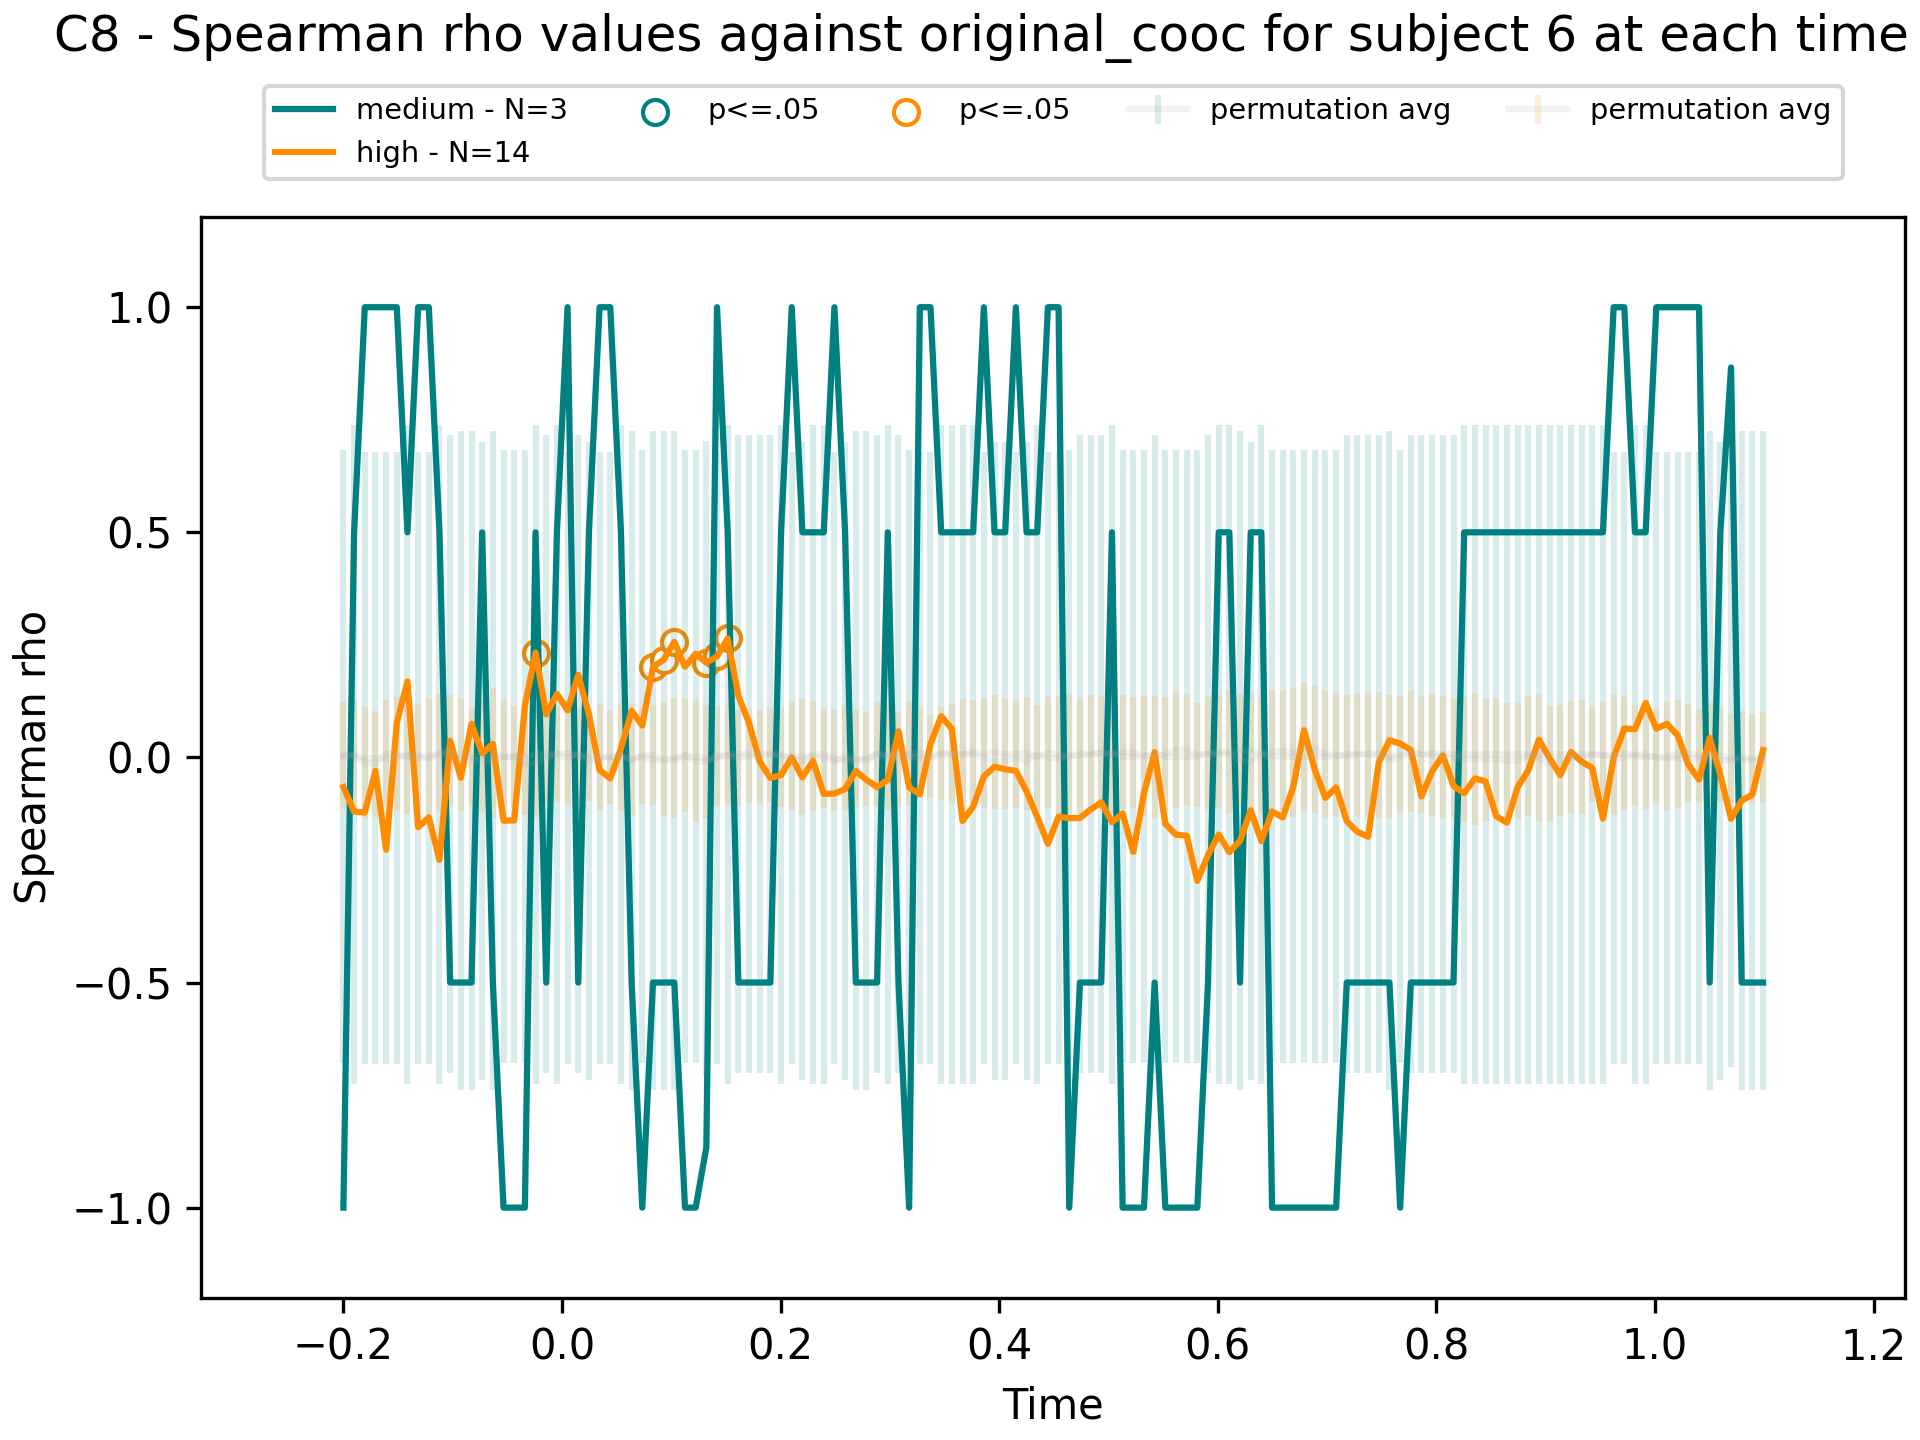 C8 - Spearman rho values against original_cooc for subject 6 at each time
medium - N=3
high - N=14
p<=.05
p<=.05
permutation avg
permutation avg
Spearman rho
1.0
0.5
0.0
−0.5
−1.0
−0.2
0.0
0.2
0.4
0.6
0.8
1.0
1.2
Time